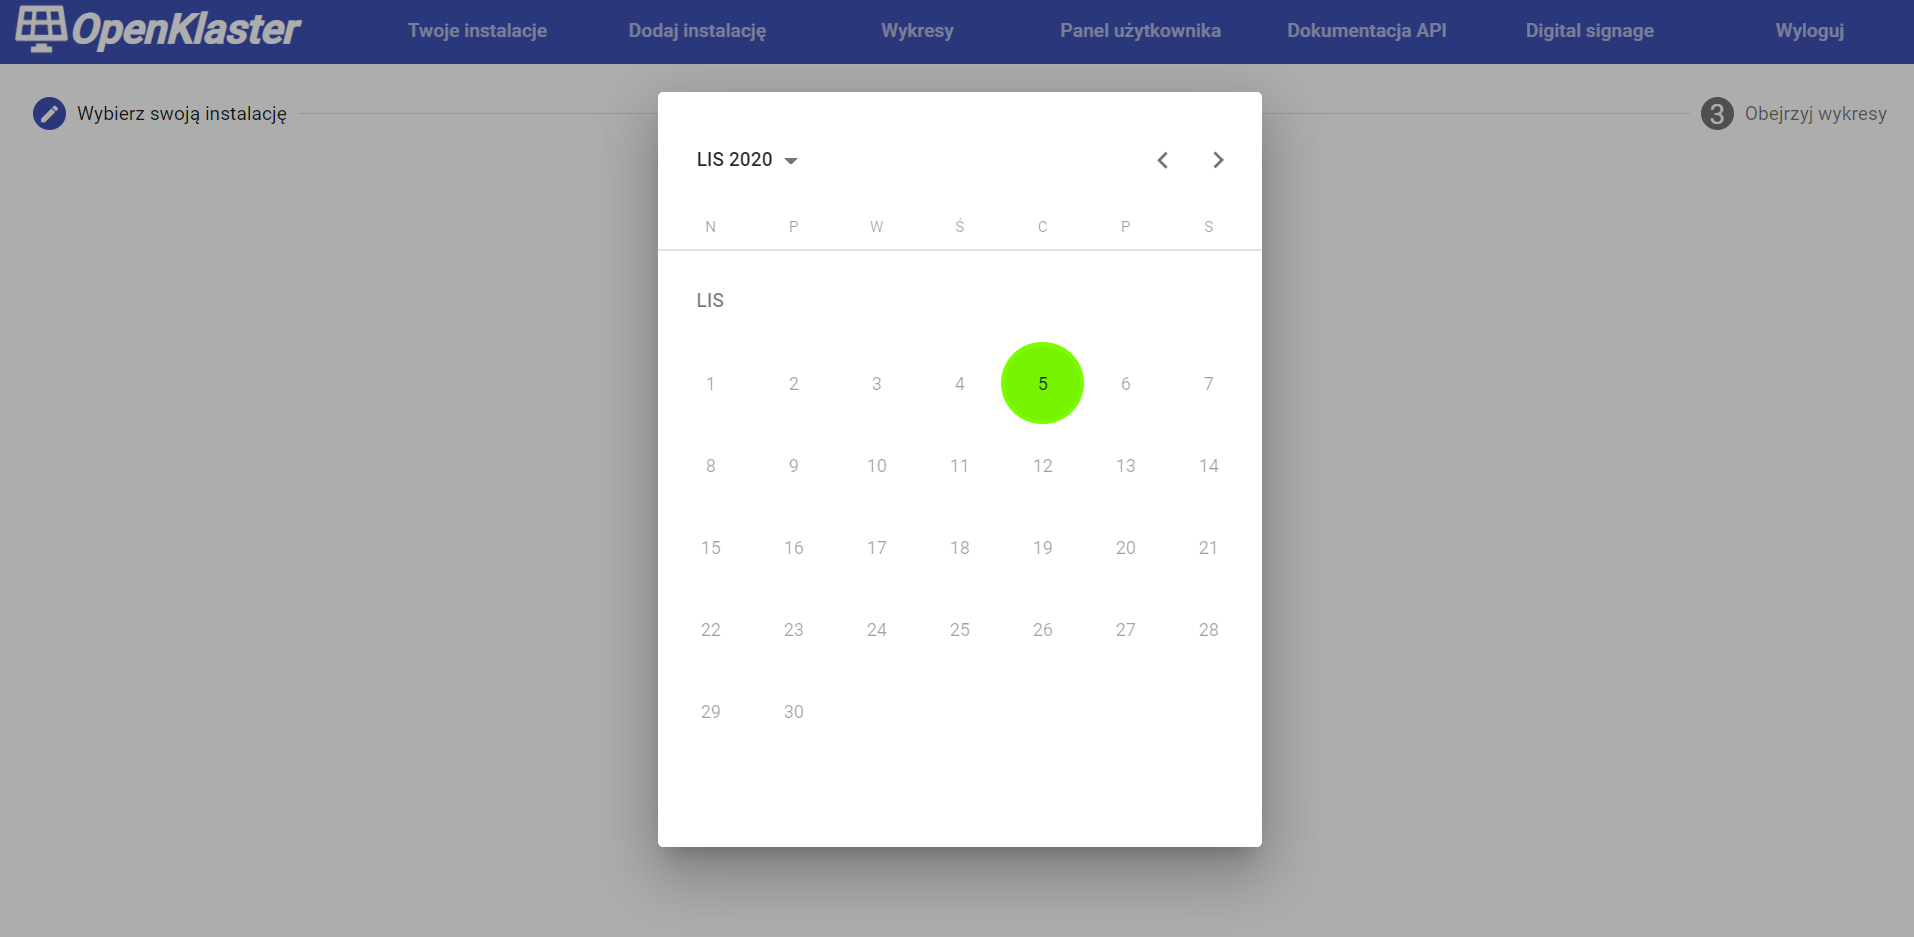 OpenKlaster Twoje instalacje Dodaj instalację Wykresy Panel użytkownika Dokumentacja API Digital signage Wyloguj
Wybierz swoją instalację 3 Obejrzyj wykresy
LIS 2020
N P W Ś C P S
LIS
1 2 3 4 5 6 7
8 9 10 11 12 13 14
15 16 17 18 19 20 21
22 23 24 25 26 27 28
29 30